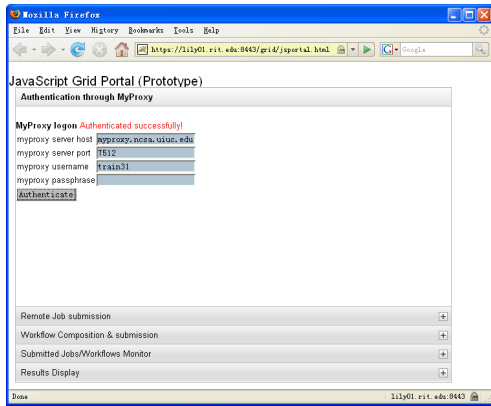 Mozilla Firefox
File Edit View History Bookmarks Tools Help
https://lily01.rit.edu:8443/grid/jsportal.html
G Google
JavaScript Grid Portal (Prototype)
Authentication through MyProxy
MyProxy logon Authenticated successfully!
myproxy server host myproxy.ncsa.uiuc.edu
myproxy server port 7512
myproxy username train31
myproxy passphrase
Authenticate
Remote Job submission
Workflow Composition & submission
Submitted Jobs/Workflows Monitor
Results Display
Done lily01.rit.edu:8443